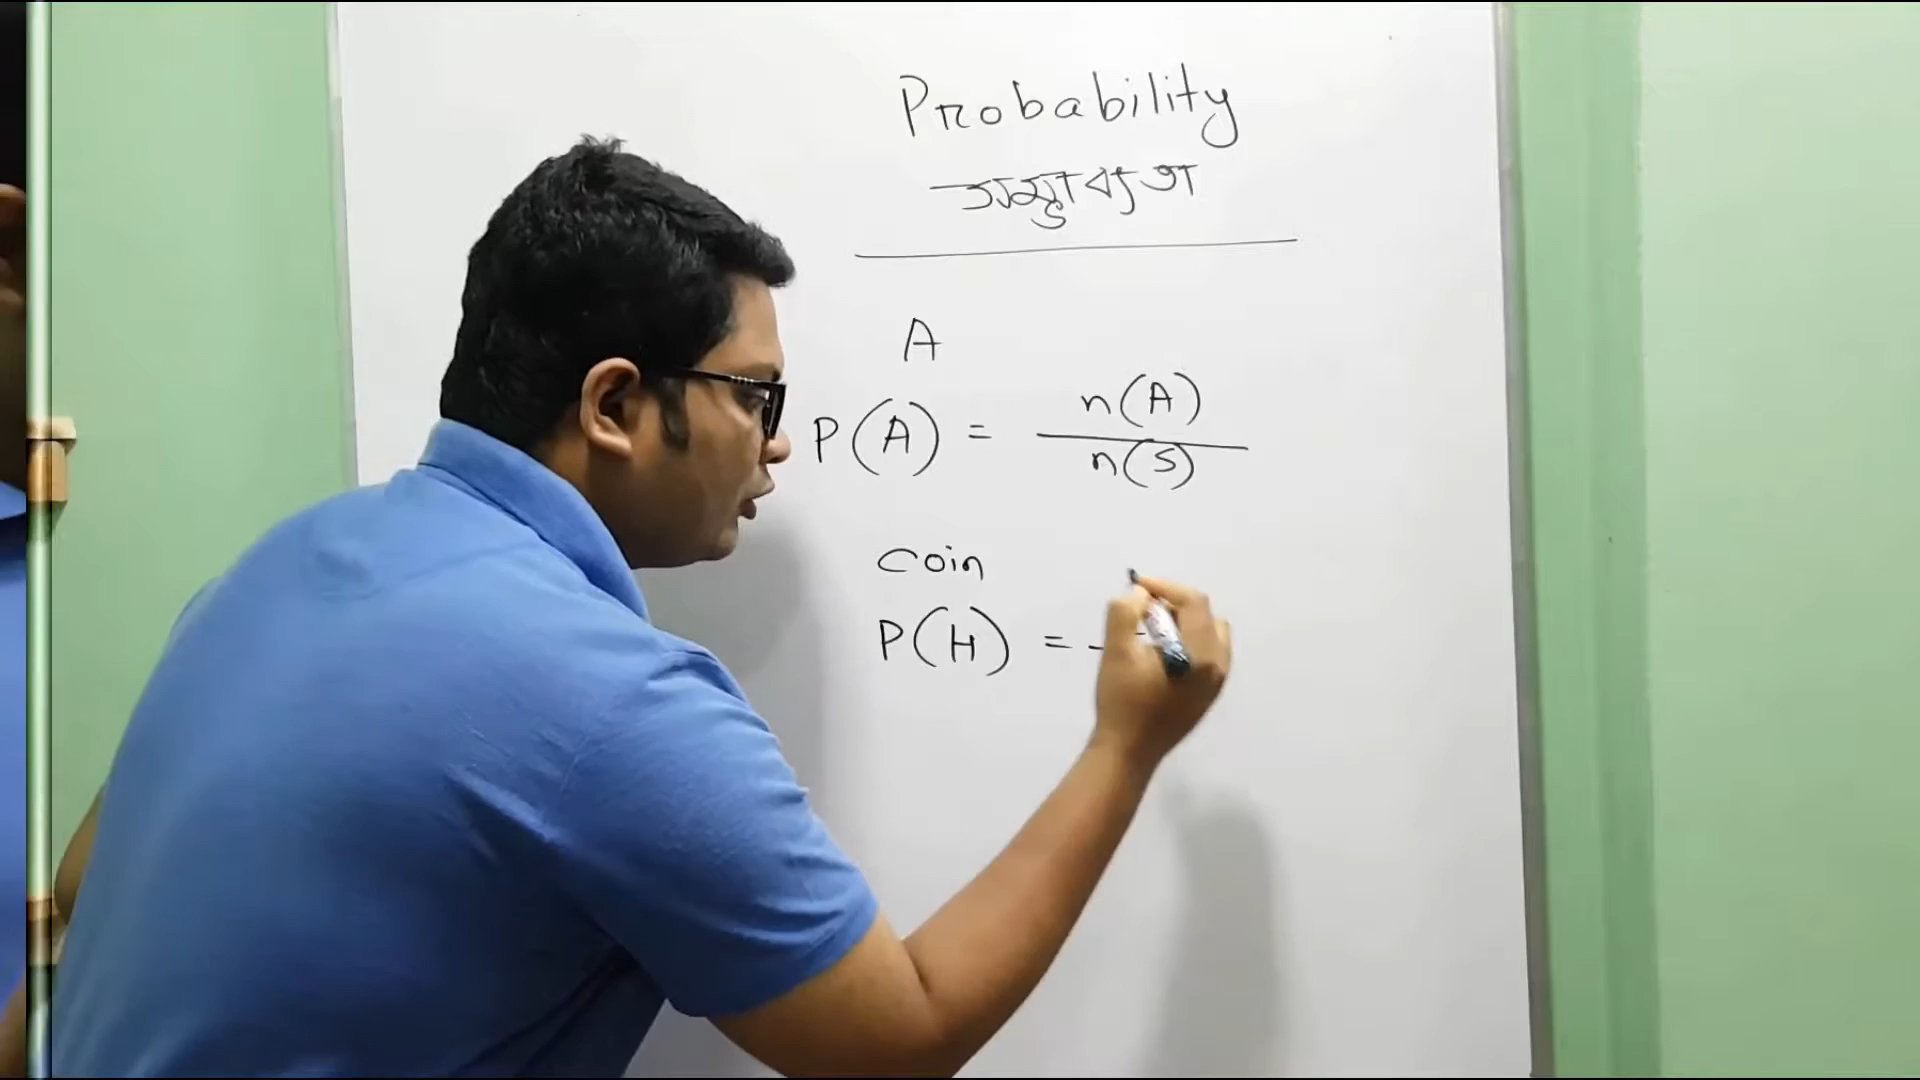 Probability
সম্ভাব্যতা
A
P(A) = n(A)
n(S)
Coin
P(H) =